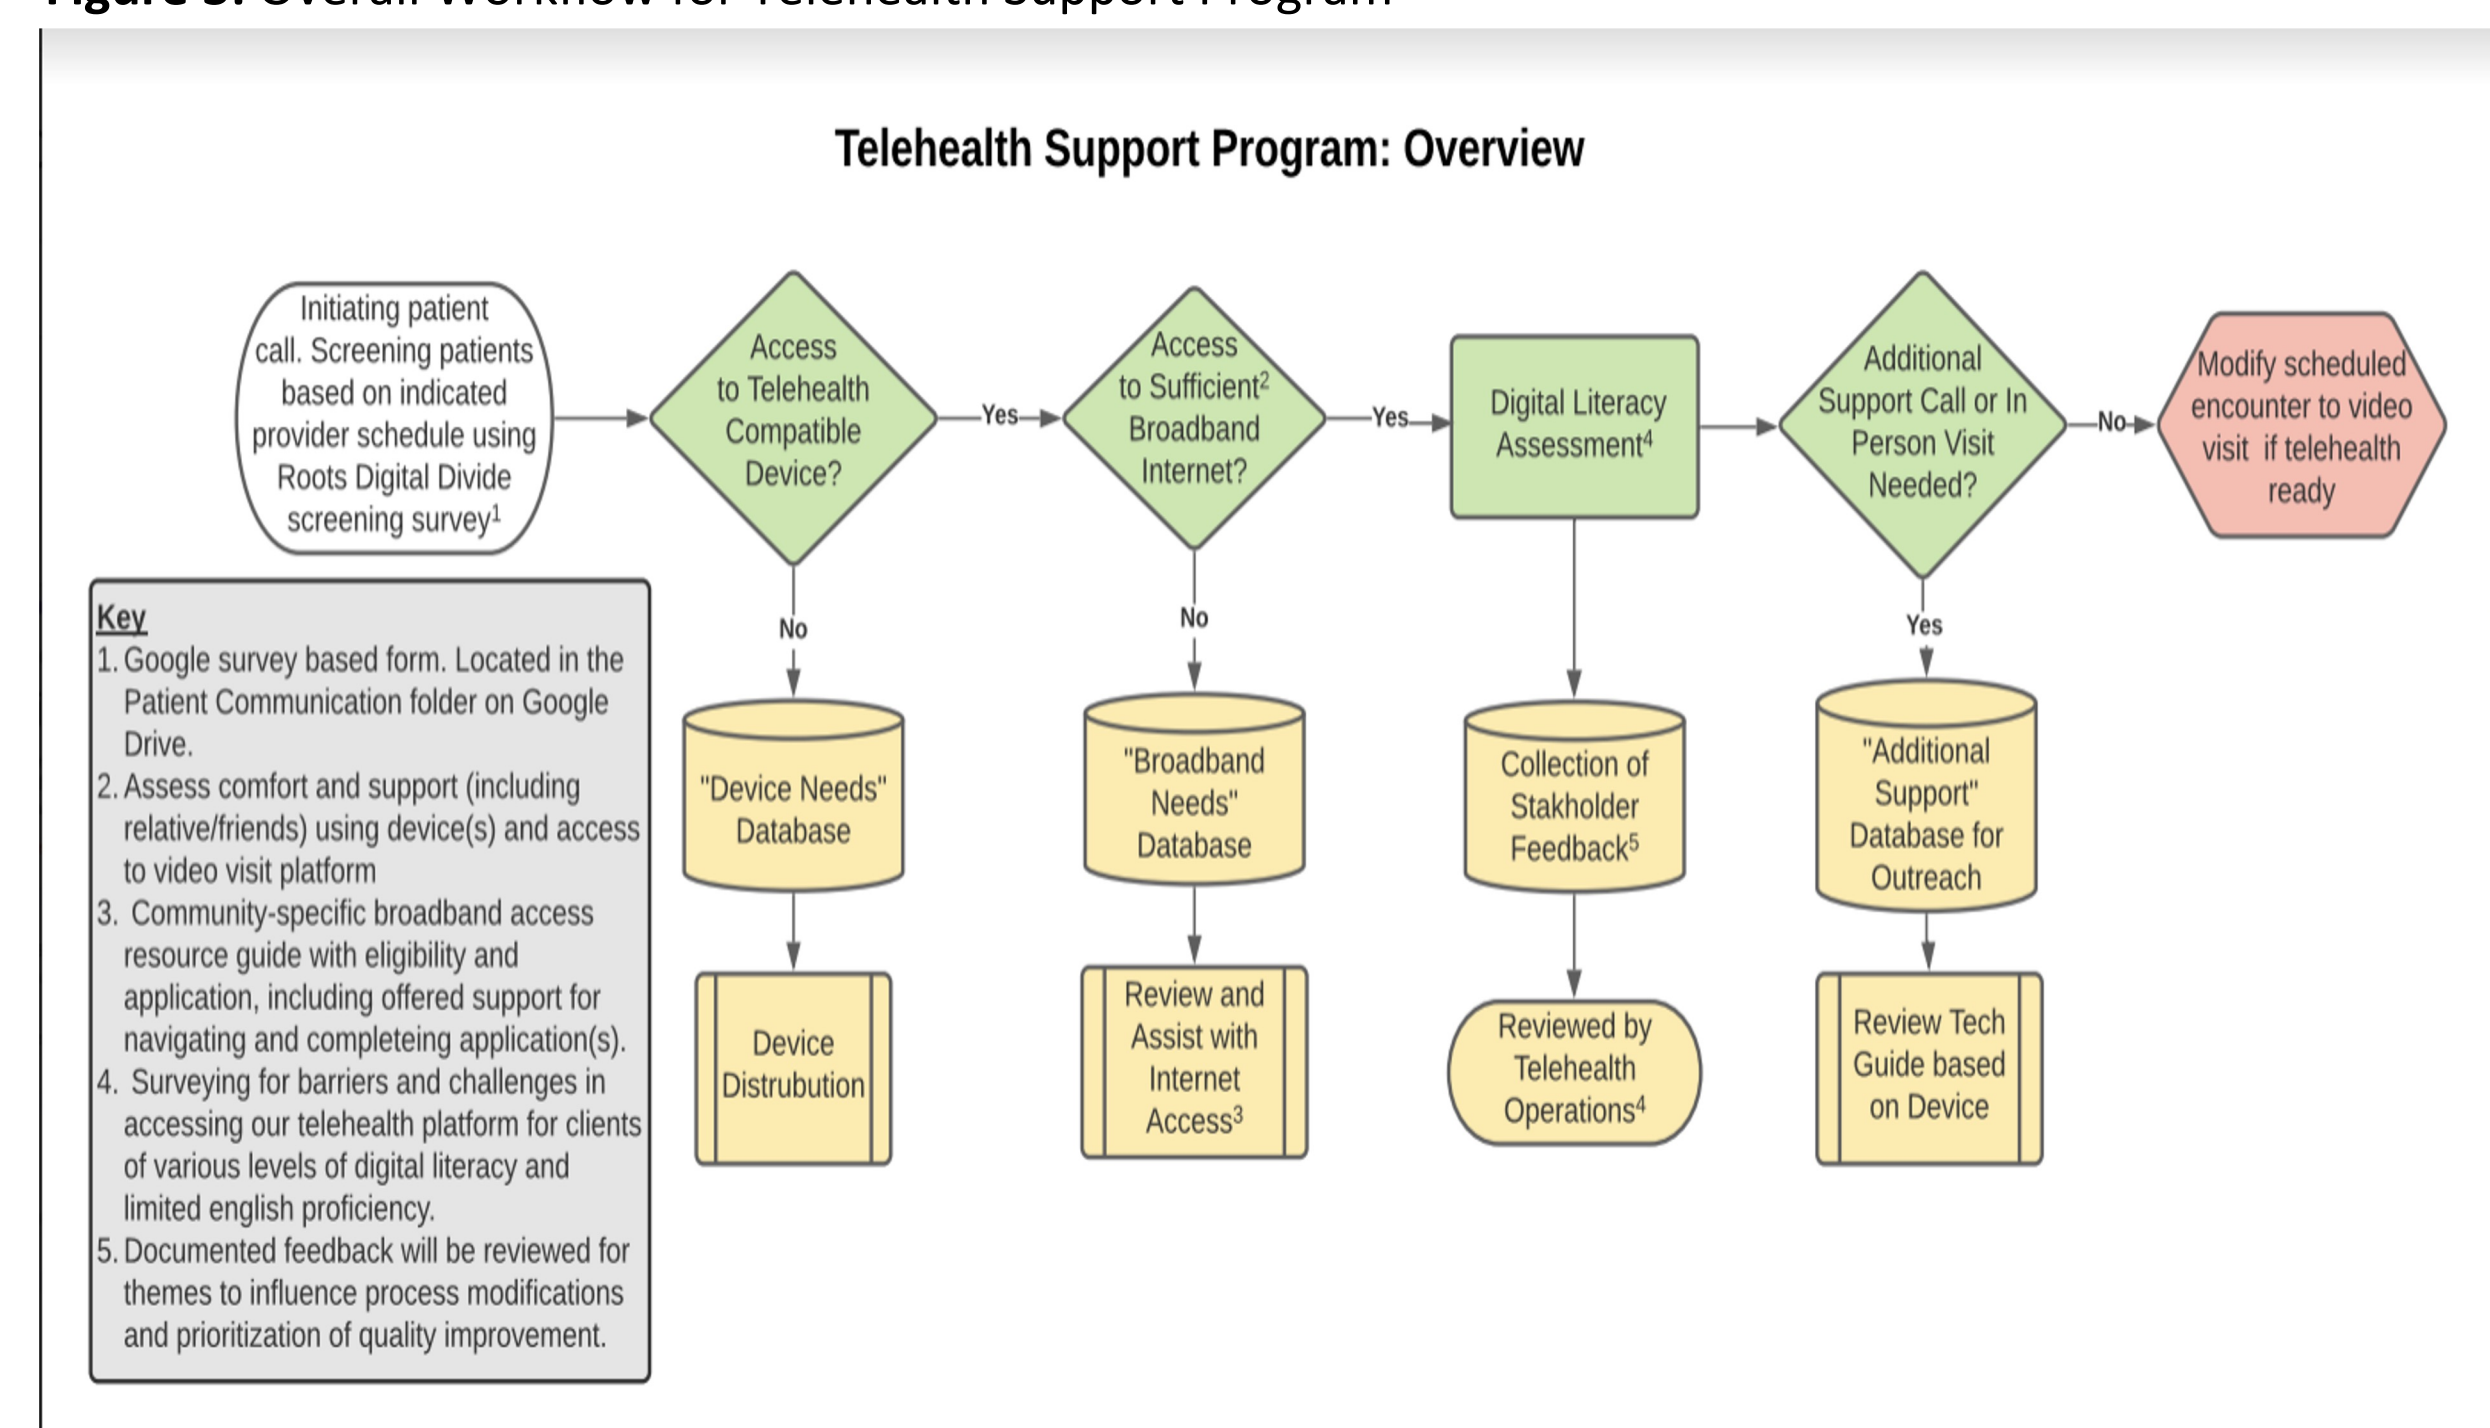 Figure 3: Overall Workflow for Telehealth Support Program
Telehealth Support Program: Overview
Initiating patient
call. Screening patients
based on indicated
provider schedule using
Roots Digital Divide
screening survey1
Access
to Telehealth
Compatible
Device?
Yes
Access
to Sufficient2
Broadband
Internet?
Yes
Digital Literacy
Assessment4
Additional
Support Call or In
Person Visit
Needed?
No
Modify scheduled
encounter to video
visit if telehealth
ready
No
No
Yes
"Device Needs"
Database
"Broadband
Needs"
Database
Collection of
Stakholder
Feedback5
"Additional
Support"
Database for
Outreach
Device
Distrubution
Review and
Assist with
Internet
Access3
Reviewed by
Telehealth
Operations4
Review Tech
Guide based
on Device
Key
1. Google survey based form. Located in the
Patient Communication folder on Google
Drive.
2. Assess comfort and support (including
relative/friends) using device(s) and access
to video visit platform
3. Community-specific broadband access
resource guide with eligibility and
application, including offered support for
navigating and completeing application(s).
4. Surveying for barriers and challenges in
accessing our telehealth platform for clients
of various levels of digital literacy and
limited english proficiency.
5. Documented feedback will be reviewed for
themes to influence process modifications
and prioritization of quality improvement.